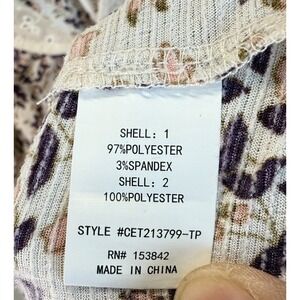 SHELL: 1
97%POLYESTER
3%SPANDEX
SHELL: 2
100%POLYESTER
STYLE #CET213799-TP
RN# 153842
MADE IN CHINA